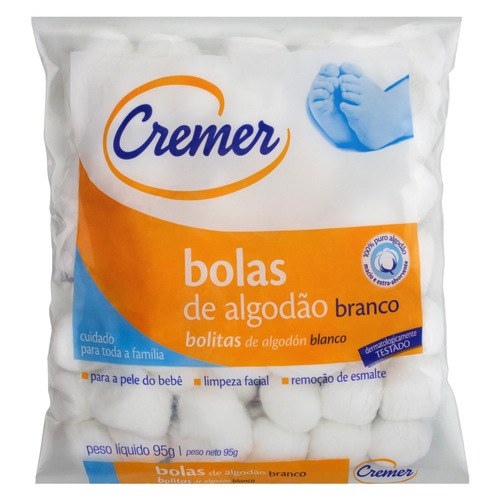 Cremer
100% puro algodão
macio e extra-absorvente
bolas
de algodão branco
bolitas de algodón blanco
dermatologicamente
TESTADO
cuidado
para toda a família
para a pele do bebê limpeza facial remoção de esmalte
peso líquido 95g | peso neto 95g
bolas de algodão branco
bolitas de algodón blanco
Cremer